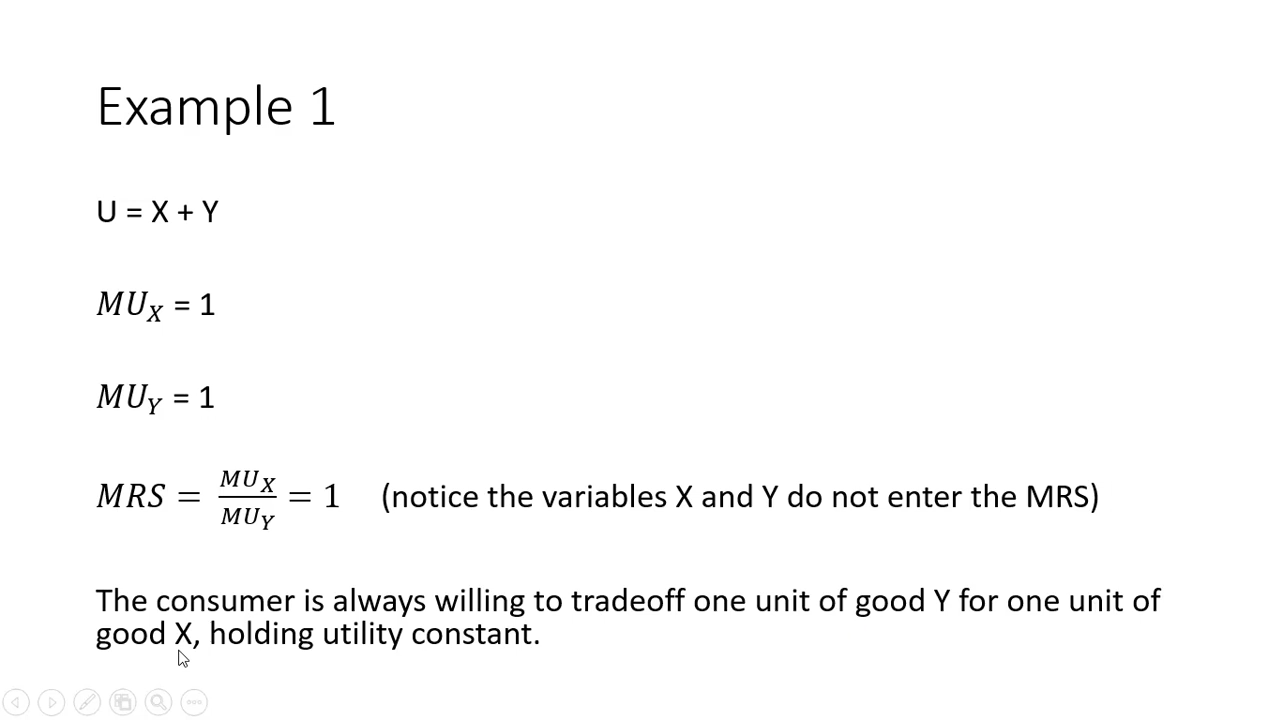 Example 1
U = X + Y
$MU_X$ = 1
$MU_Y$ = 1
$MRS = \frac{MU_X}{MU_Y} = 1$ (notice the variables X and Y do not enter the MRS)
The consumer is always willing to tradeoff one unit of good Y for one unit of
good X, holding utility constant.